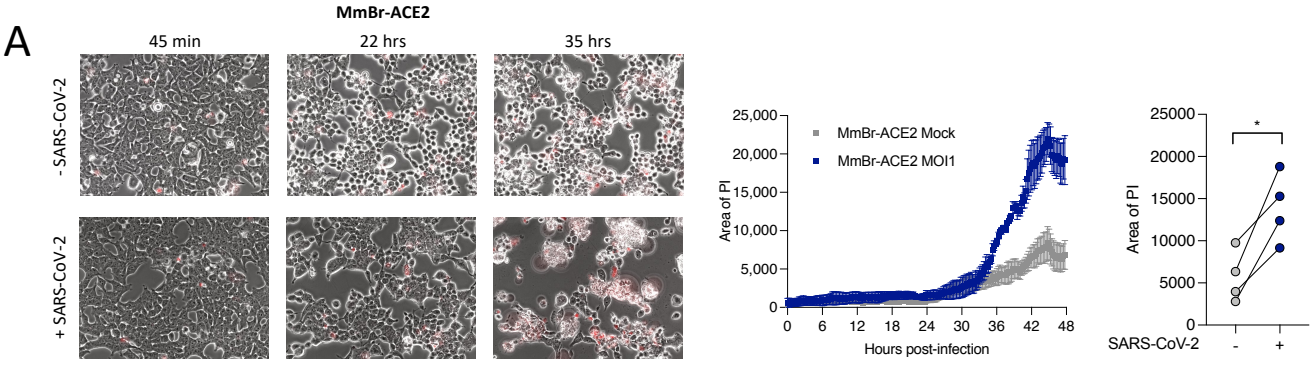 A
MmBr-ACE2
45 min
22 hrs
35 hrs
- SARS-CoV-2
+ SARS-CoV-2
Area of PI
25,000
20,000
15,000
10,000
5,000
0
MmBr-ACE2 Mock
MmBr-ACE2 MOI1
0 6 12 18 24 30 36 42 48
Hours post-infection
Area of PI
25000
20000
15000
10000
5000
0
*
SARS-CoV-2 - +